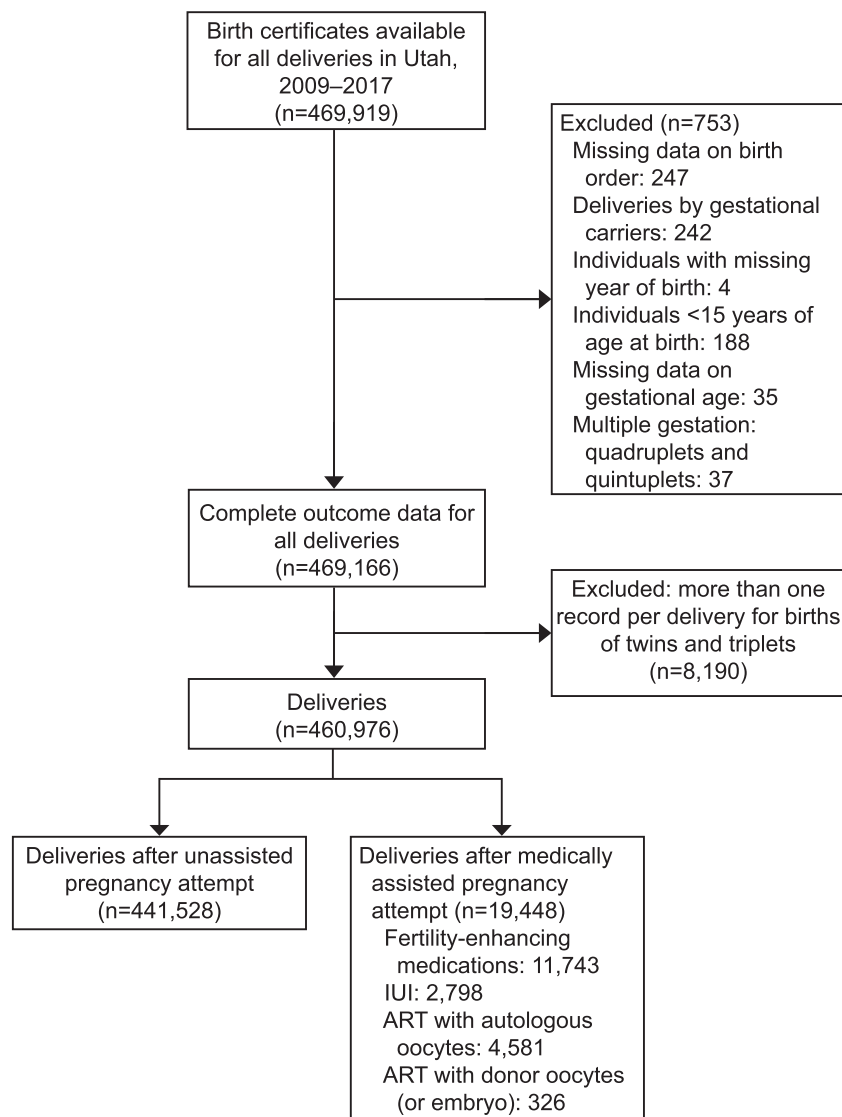 Birth certificates available
for all deliveries in Utah,
2009–2017
(n=469,919)
Excluded (n=753)
Missing data on birth
order: 247
Deliveries by gestational
carriers: 242
Individuals with missing
year of birth: 4
Individuals <15 years of
age at birth: 188
Missing data on
gestational age: 35
Multiple gestation:
quadruplets and
quintuplets: 37
Complete outcome data for
all deliveries
(n=469,166)
Excluded: more than one
record per delivery for births
of twins and triplets
(n=8,190)
Deliveries
(n=460,976)
Deliveries after unassisted
pregnancy attempt
(n=441,528)
Deliveries after medically
assisted pregnancy
attempt (n=19,448)
Fertility-enhancing
medications: 11,743
IUI: 2,798
ART with autologous
oocytes: 4,581
ART with donor oocytes
(or embryo): 326